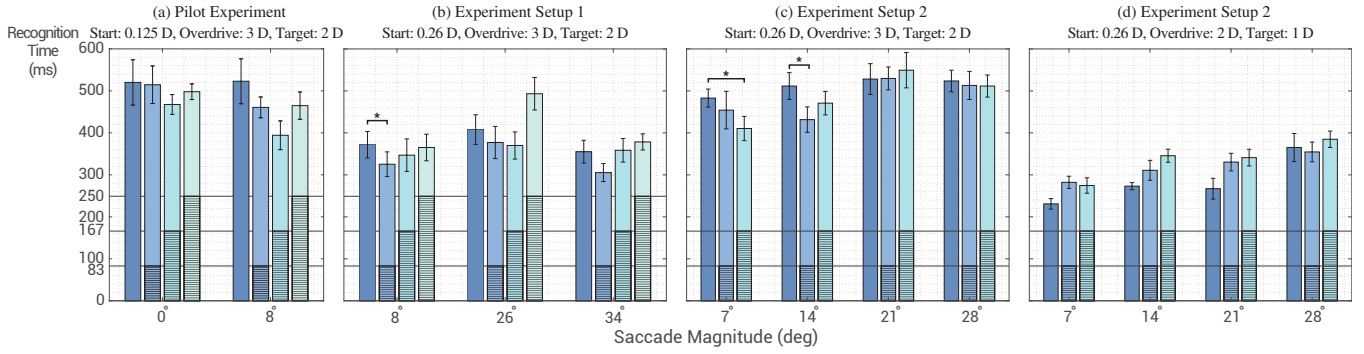 (a) Pilot Experiment
(b) Experiment Setup 1
(c) Experiment Setup 2
(d) Experiment Setup 2
Recognition
Time
(ms)
Start: 0.125 D, Overdrive: 3 D, Target: 2 D
Start: 0.26 D, Overdrive: 3 D, Target: 2 D
Start: 0.26 D, Overdrive: 3 D, Target: 2 D
Start: 0.26 D, Overdrive: 2 D, Target: 1 D
600
500
400
300
250
200
167
100
83
0
*
*
*
0° 8°
8° 26° 34°
7° 14° 21° 28°
7° 14° 21° 28°
Saccade Magnitude (deg)